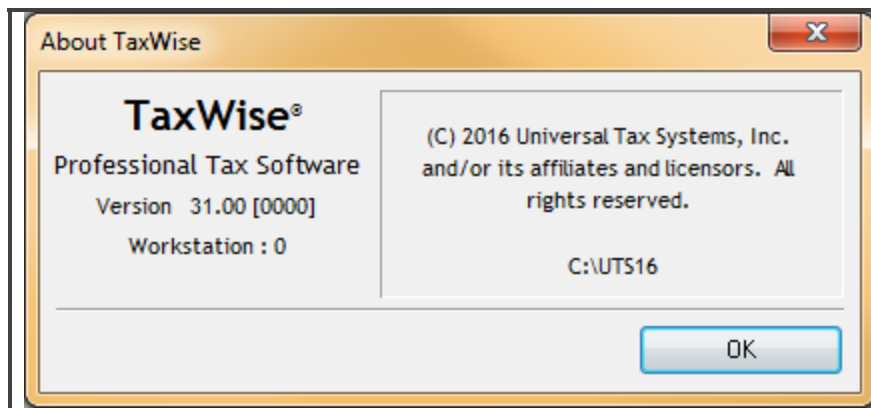 About TaxWise
TaxWise®
Professional Tax Software
Version 31.00 [0000]
Workstation : 0
(C) 2016 Universal Tax Systems, Inc.
and/or its affiliates and licensors. All
rights reserved.
C:\UTS16
OK